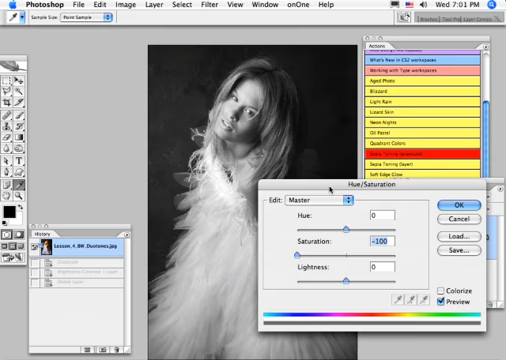 Photoshop File Edit Image Layer Select Filter View Window onOne Help
Wed 7:01 PM
Sample Size: Point Sample
Actions
What's New in CS2 workspaces
Working with Type workspaces
Aged Photo
Blizzard
Light Rain
Lizard Skin
Neon Nights
Oil Pastel
Quadrant Colors
Sepia Toning (layer)
Soft Edge Glow
Hue/Saturation
Edit: Master
OK
Hue: 0
Cancel
Saturation: -100
Load...
Save...
Lightness: 0
Colorize
Preview
History
Lesson_4_BW_Duotones.jpg